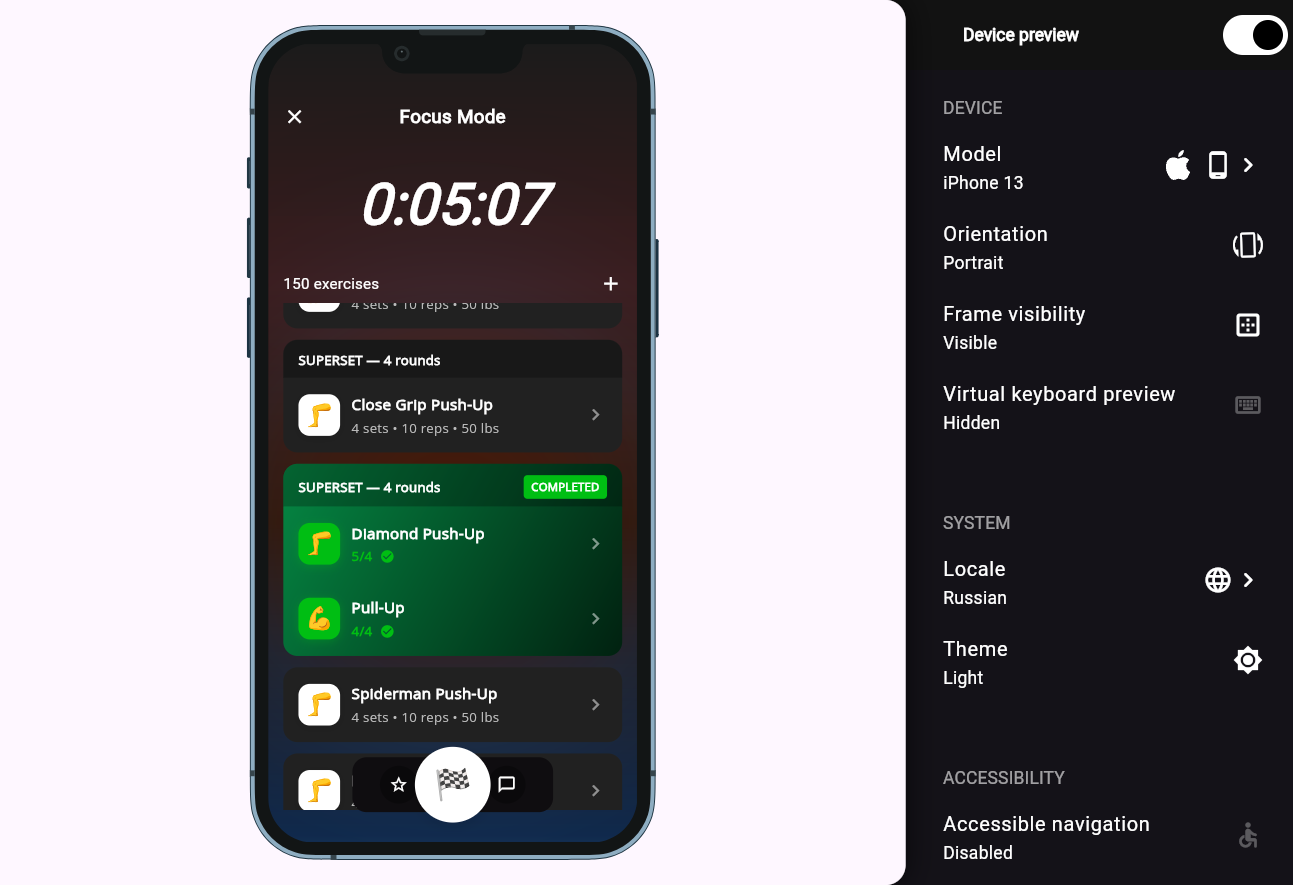 Focus Mode
0:05:07
150 exercises
4 sets • 10 reps • 50 lbs
SUPERSET — 4 rounds
Close Grip Push-Up
4 sets • 10 reps • 50 lbs
SUPERSET — 4 rounds
COMPLETED
Diamond Push-Up
5/4
Pull-Up
4/4
Spiderman Push-Up
4 sets • 10 reps • 50 lbs
Device preview
DEVICE
Model
iPhone 13
Orientation
Portrait
Frame visibility
Visible
Virtual keyboard preview
Hidden
SYSTEM
Locale
Russian
Theme
Light
ACCESSIBILITY
Accessible navigation
Disabled